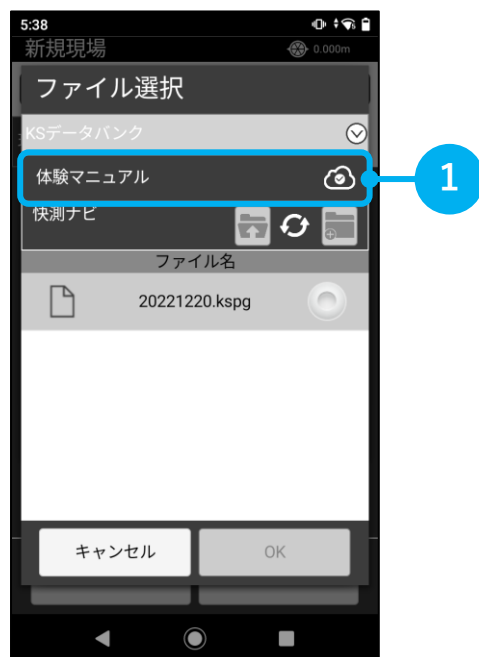 5:38
新規現場
0.000m
ファイル選択
KSデータバンク
体験マニュアル
1
快測ナビ
ファイル名
20221220.kspg
キャンセル
OK